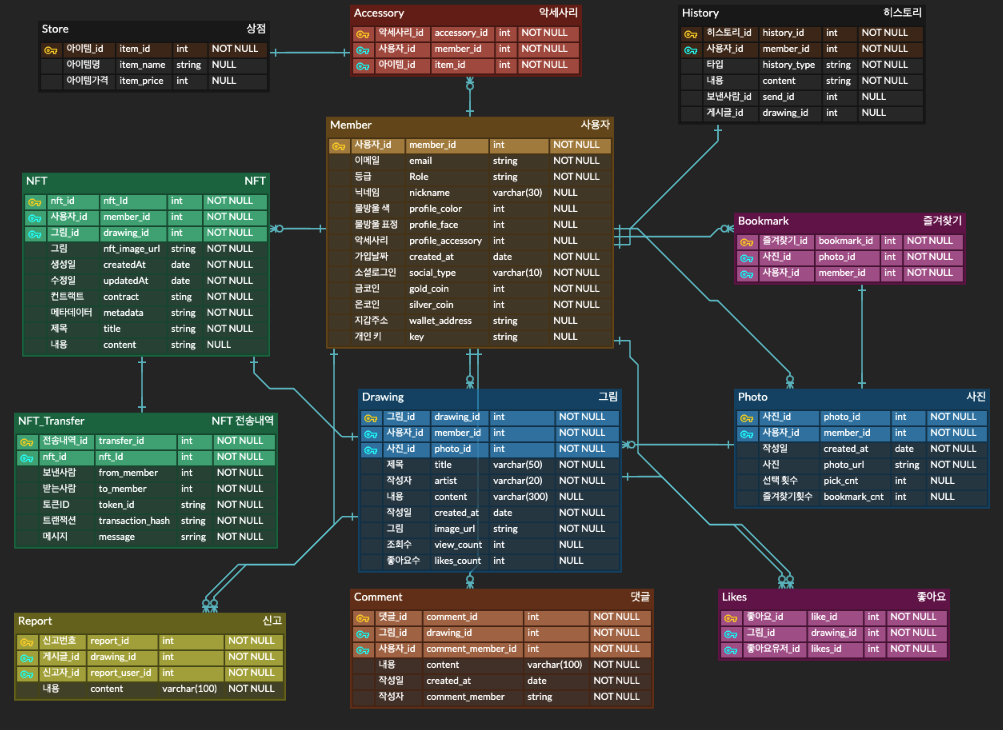 Store 상점
아이템_id item_id int NOT NULL
아이템명 item_name string NULL
아이템가격 item_price int NULL
Accessory 악세사리
악세사리_id accessory_id int NOT NULL
사용자_id member_id int NOT NULL
아이템_id item_id int NOT NULL
History 히스토리
히스토리_id history_id int NOT NULL
사용자_id member_id int NOT NULL
타입 history_type string NOT NULL
내용 content string NOT NULL
보낸사람_id send_id int NULL
게시글_id drawing_id int NULL
Member 사용자
사용자_id member_id int NOT NULL
이메일 email string NOT NULL
등급 Role string NOT NULL
닉네임 nickname varchar(30) NULL
물방울 색 profile_color int NULL
물방울 표정 profile_face int NULL
악세사리 profile_accessory int NULL
가입날짜 created_at date NOT NULL
소셜로그인 social_type varchar(10) NOT NULL
금코인 gold_coin int NOT NULL
은코인 silver_coin int NOT NULL
지갑주소 wallet_address string NULL
개인 키 key string NULL
NFT NFT
nft_id nft_Id int NOT NULL
사용자_id member_id int NOT NULL
그림_id drawing_id int NOT NULL
그림 nft_image_url string NOT NULL
생성일 createdAt date NOT NULL
수정일 updatedAt date NOT NULL
컨트랙트 contract sting NOT NULL
메타데이터 metadata string NOT NULL
제목 title string NOT NULL
내용 content string NULL
Bookmark 즐겨찾기
즐겨찾기_id bookmark_id int NOT NULL
사진_id photo_id int NOT NULL
사용자_id member_id int NOT NULL
NFT_Transfer NFT 전송내역
전송내역_id transfer_id int NOT NULL
nft_id nft_Id int NOT NULL
보낸사람 from_member int NOT NULL
받는사람 to_member int NOT NULL
토큰ID token_id string NOT NULL
트랜잭션 transaction_hash string NOT NULL
메시지 message srring NOT NULL
Drawing 그림
그림_id drawing_id int NOT NULL
사용자_id member_id int NOT NULL
사진_id photo_id int NOT NULL
제목 title varchar(50) NOT NULL
작성자 artist varchar(20) NOT NULL
내용 content varchar(300) NULL
작성일 created_at date NOT NULL
그림 image_url string NOT NULL
조회수 view_count int NULL
좋아요수 likes_count int NULL
Photo 사진
사진_id photo_id int NOT NULL
사용자_id member_id int NOT NULL
작성일 created_at date NOT NULL
사진 photo_url string NOT NULL
선택 횟수 pick_cnt int NULL
즐겨찾기횟수 bookmark_cnt int NULL
Report 신고
신고번호 report_id int NOT NULL
게시글_id drawing_id int NOT NULL
신고자_id report_user_id int NOT NULL
내용 content varchar(100) NOT NULL
Comment 댓글
댓글_id comment_id int NOT NULL
그림_id drawing_id int NOT NULL
사용자_id comment_member_id int NOT NULL
내용 content varchar(100) NOT NULL
작성일 created_at date NOT NULL
작성자 comment_member string NOT NULL
Likes 좋아요
좋아요_id like_id int NOT NULL
그림_id drawing_id int NOT NULL
좋아요유저_id likes_id int NOT NULL